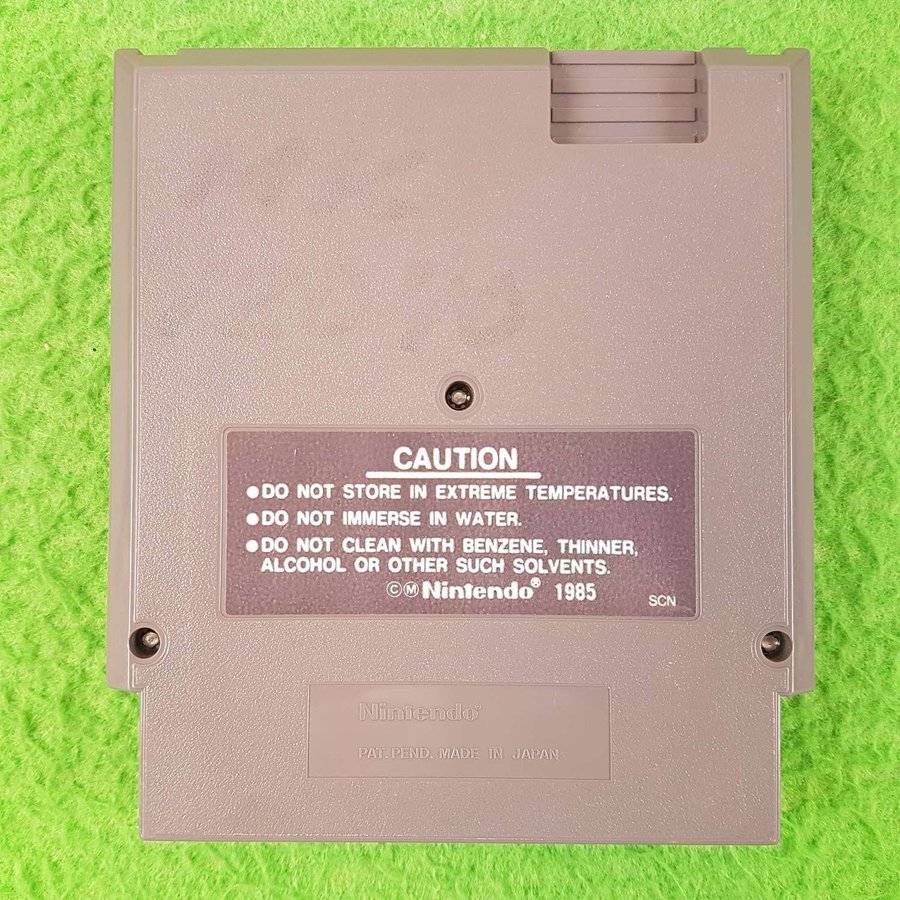 CAUTION
●DO NOT STORE IN EXTREME TEMPERATURES.
●DO NOT IMMERSE IN WATER.
●DO NOT CLEAN WITH BENZENE, THINNER,
ALCOHOL OR OTHER SUCH SOLVENTS.
©Ⓜ Nintendo® 1985
SCN
Nintendo®
PAT. PEND. MADE IN JAPAN